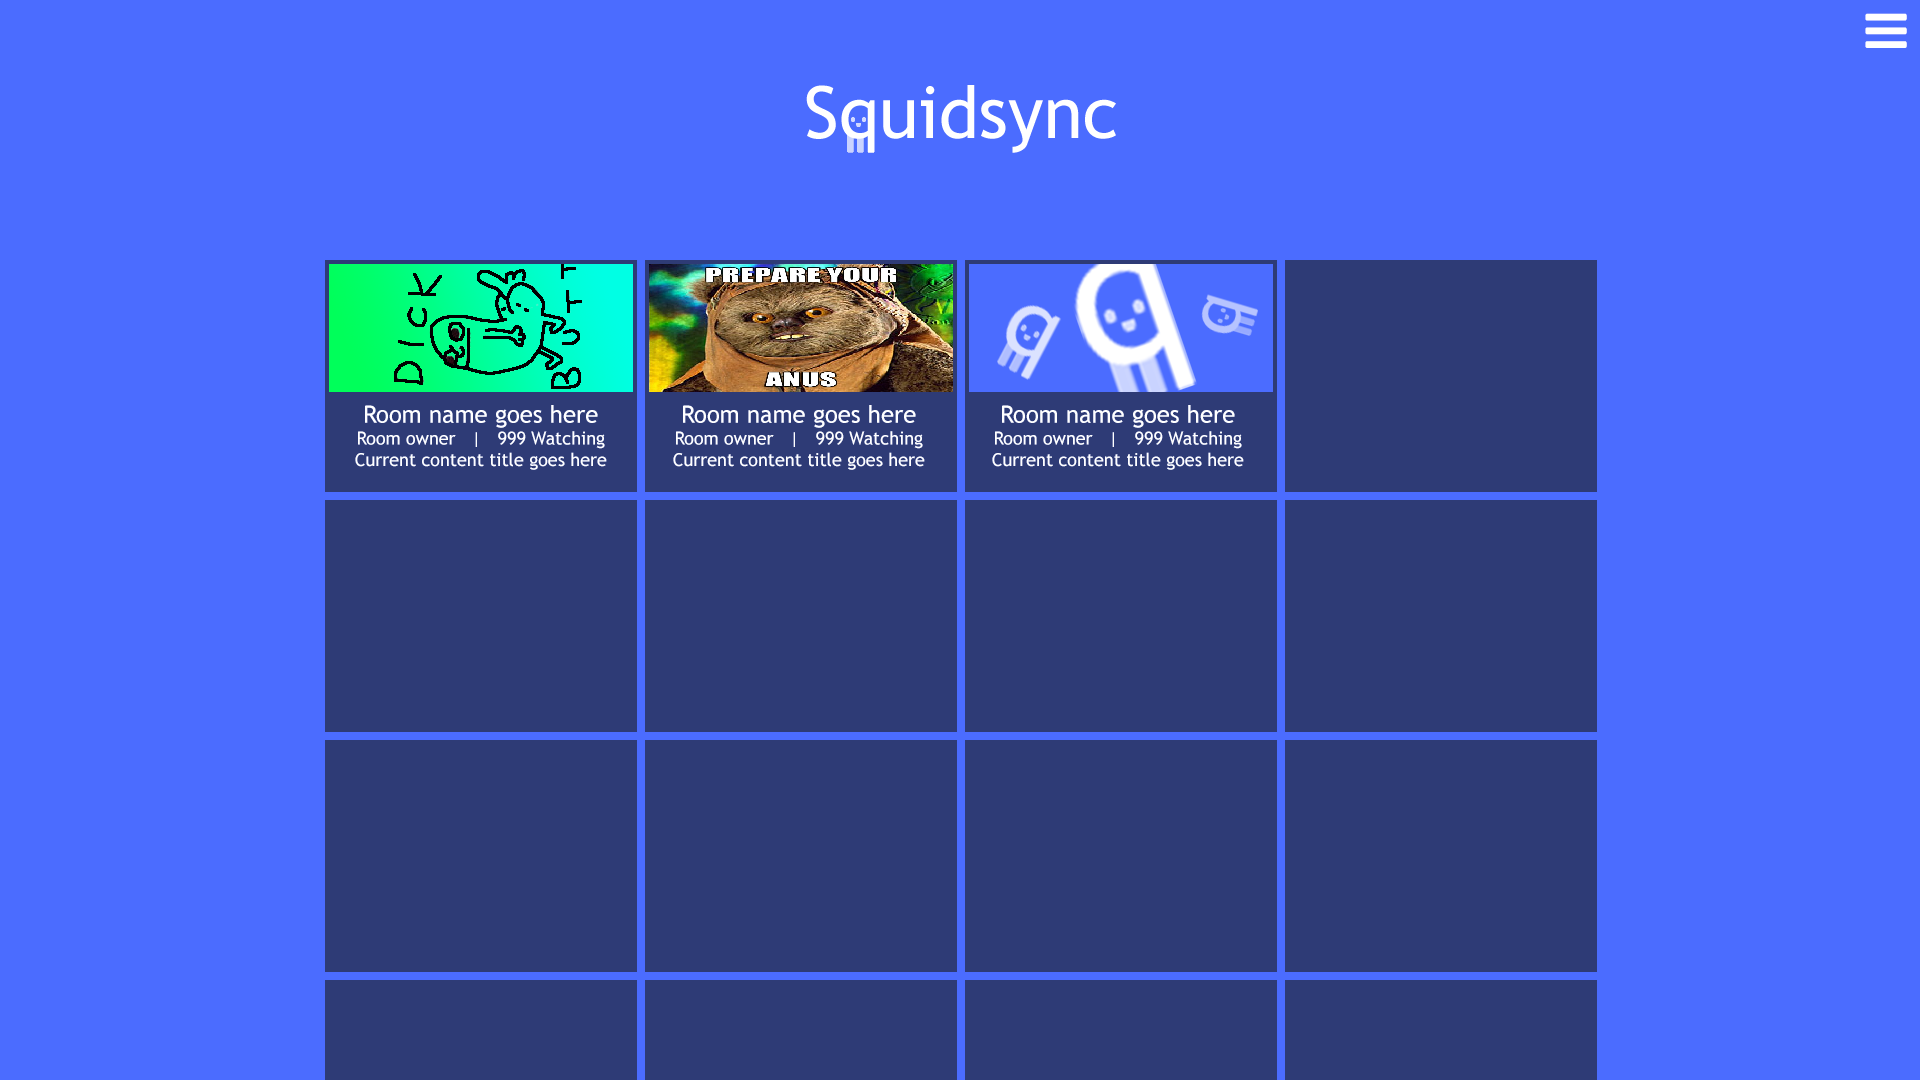 Squidsync
DICK
BUTT
PREPARE YOUR
ANUS
Room name goes here
Room owner | 999 Watching
Current content title goes here
Room name goes here
Room owner | 999 Watching
Current content title goes here
Room name goes here
Room owner | 999 Watching
Current content title goes here